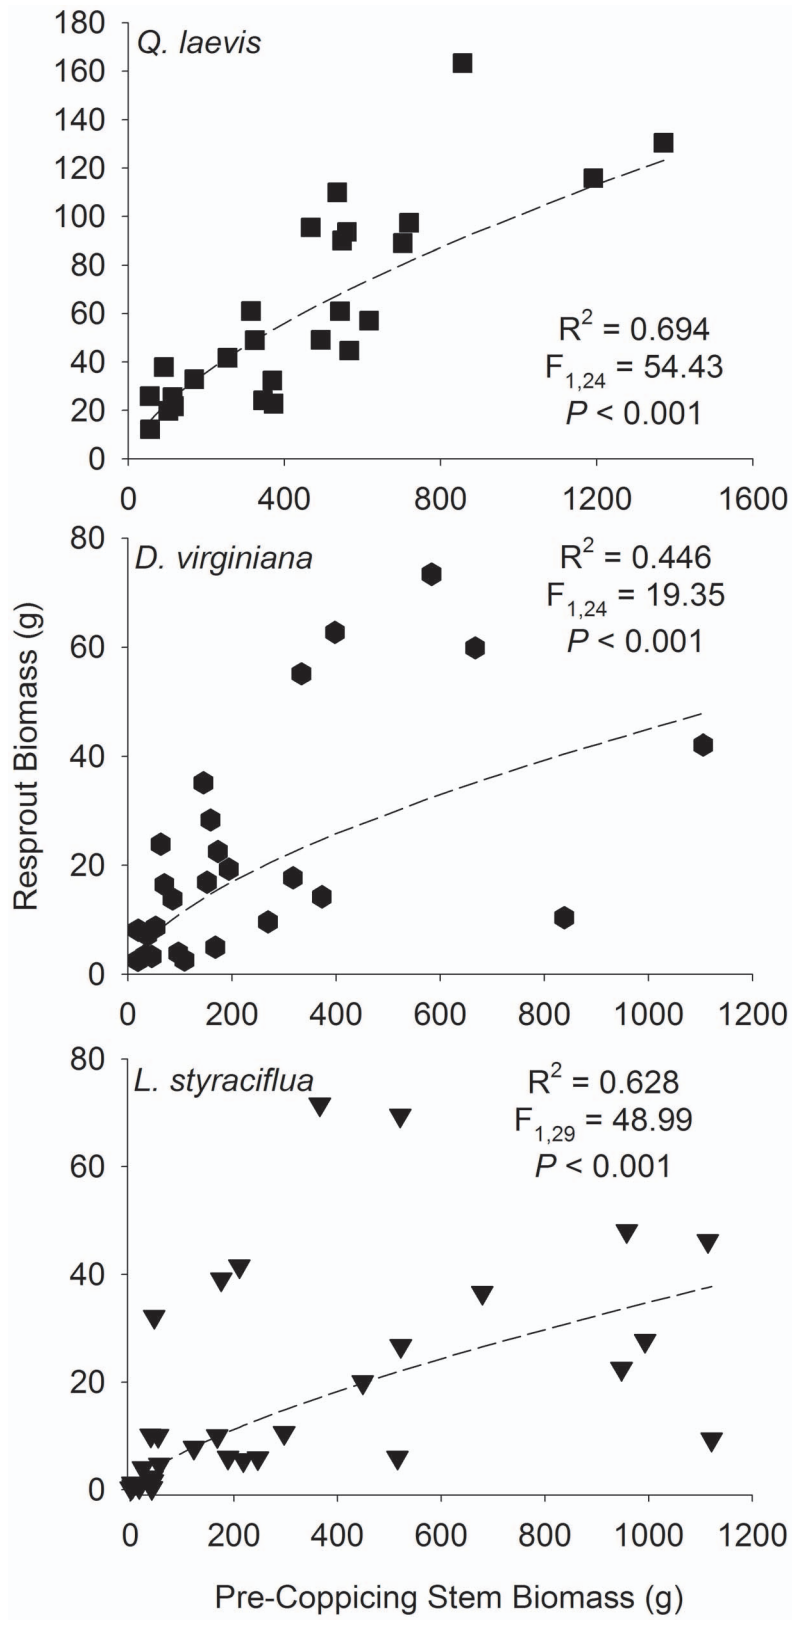 180
160
140
120
100
80
60
40
20
0
Q. laevis
R² = 0.694
F₁,₂₄ = 54.43
P < 0.001
0 400 800 1200 1600
80
60
40
20
0
D. virginiana
R² = 0.446
F₁,₂₄ = 19.35
P < 0.001
0 200 400 600 800 1000 1200
Resprout Biomass (g)
80
60
40
20
0
L. styraciflua
R² = 0.628
F₁,₂₉ = 48.99
P < 0.001
0 200 400 600 800 1000 1200
Pre-Coppicing Stem Biomass (g)